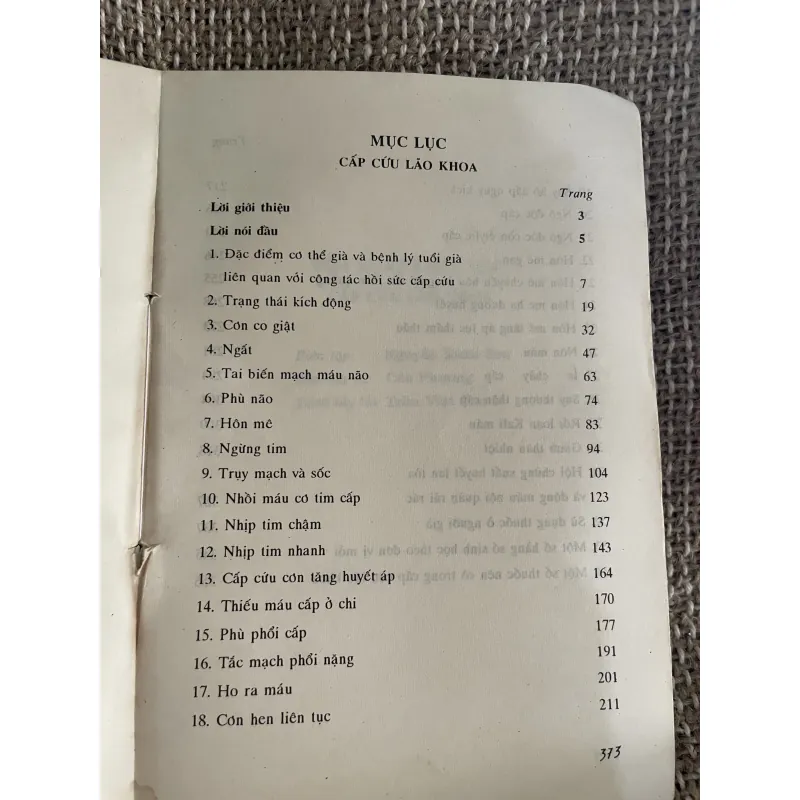 MỤC LỤC
CẤP CỨU LÃO KHOA
Trang
Lời giới thiệu 3
Lời nói đầu 5
1. Đặc điểm cơ thể già và bệnh lý tuổi già
liên quan với công tác hồi sức cấp cứu 7
2. Trạng thái kích động 19
3. Cơn co giật 32
4. Ngất 47
5. Tai biến mạch máu não 63
6. Phù não 74
7. Hôn mê 83
8. Ngừng tim 94
9. Trụy mạch và sốc 104
10. Nhồi máu cơ tim cấp 123
11. Nhịp tim chậm 137
12. Nhịp tim nhanh 143
13. Cấp cứu cơn tăng huyết áp 164
14. Thiếu máu cấp ở chi 170
15. Phù phổi cấp 177
16. Tắc mạch phổi nặng 191
17. Ho ra máu 201
18. Cơn hen liên tục 211
373